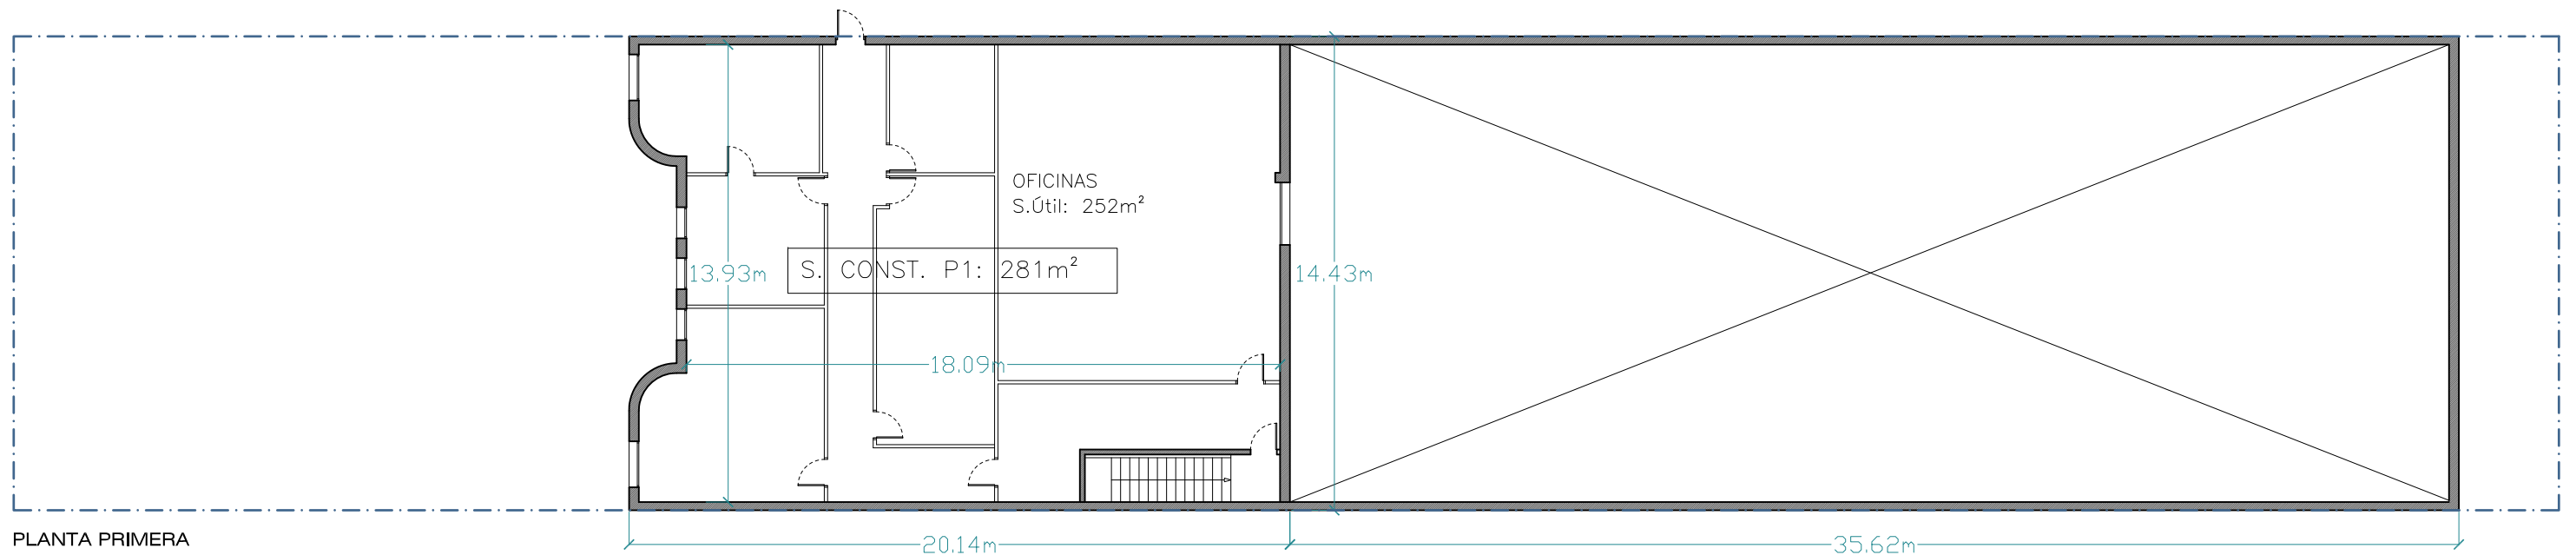 OFICINAS
S.Útil: 252m²
13.93m
S. CONST. P1: 281m²
14.43m
18.09m
PLANTA PRIMERA
20.14m
35.62m